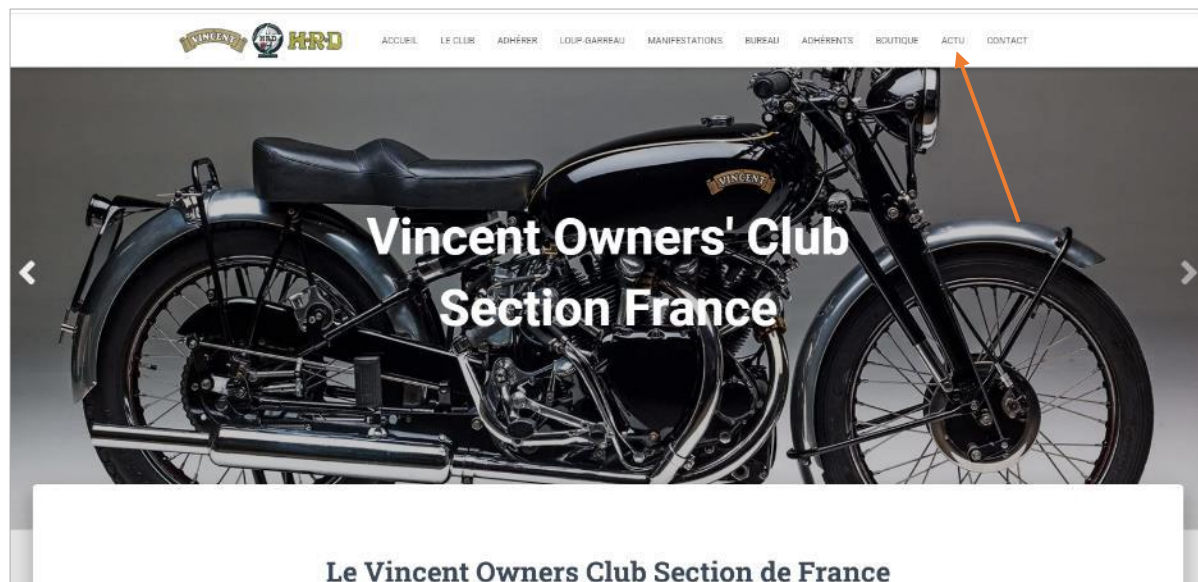 VINCENT HRD H·R·D ACCUEIL LE CLUB ADHÉRER LOUP-GARREAU MANIFESTATIONS BUREAU ADHÉRENTS BOUTIQUE ACTU CONTACT
VINCENT
Vincent Owners' Club
Section France
Le Vincent Owners Club Section de France